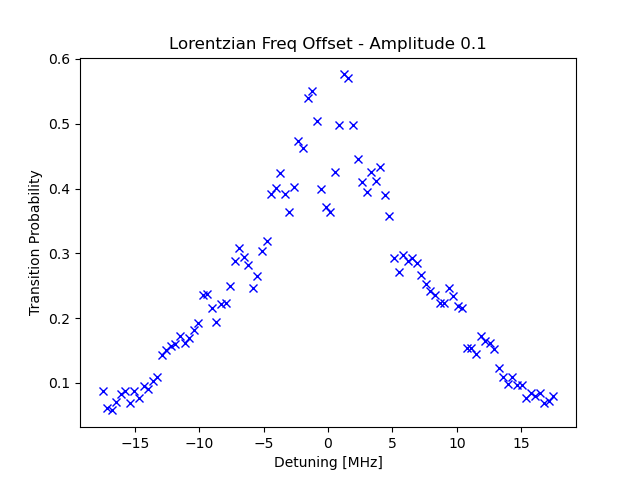 Lorentzian Freq Offset - Amplitude 0.1
0.6
0.5
0.4
0.3
0.2
0.1
Transition Probability
−15 −10 −5 0 5 10 15
Detuning [MHz]